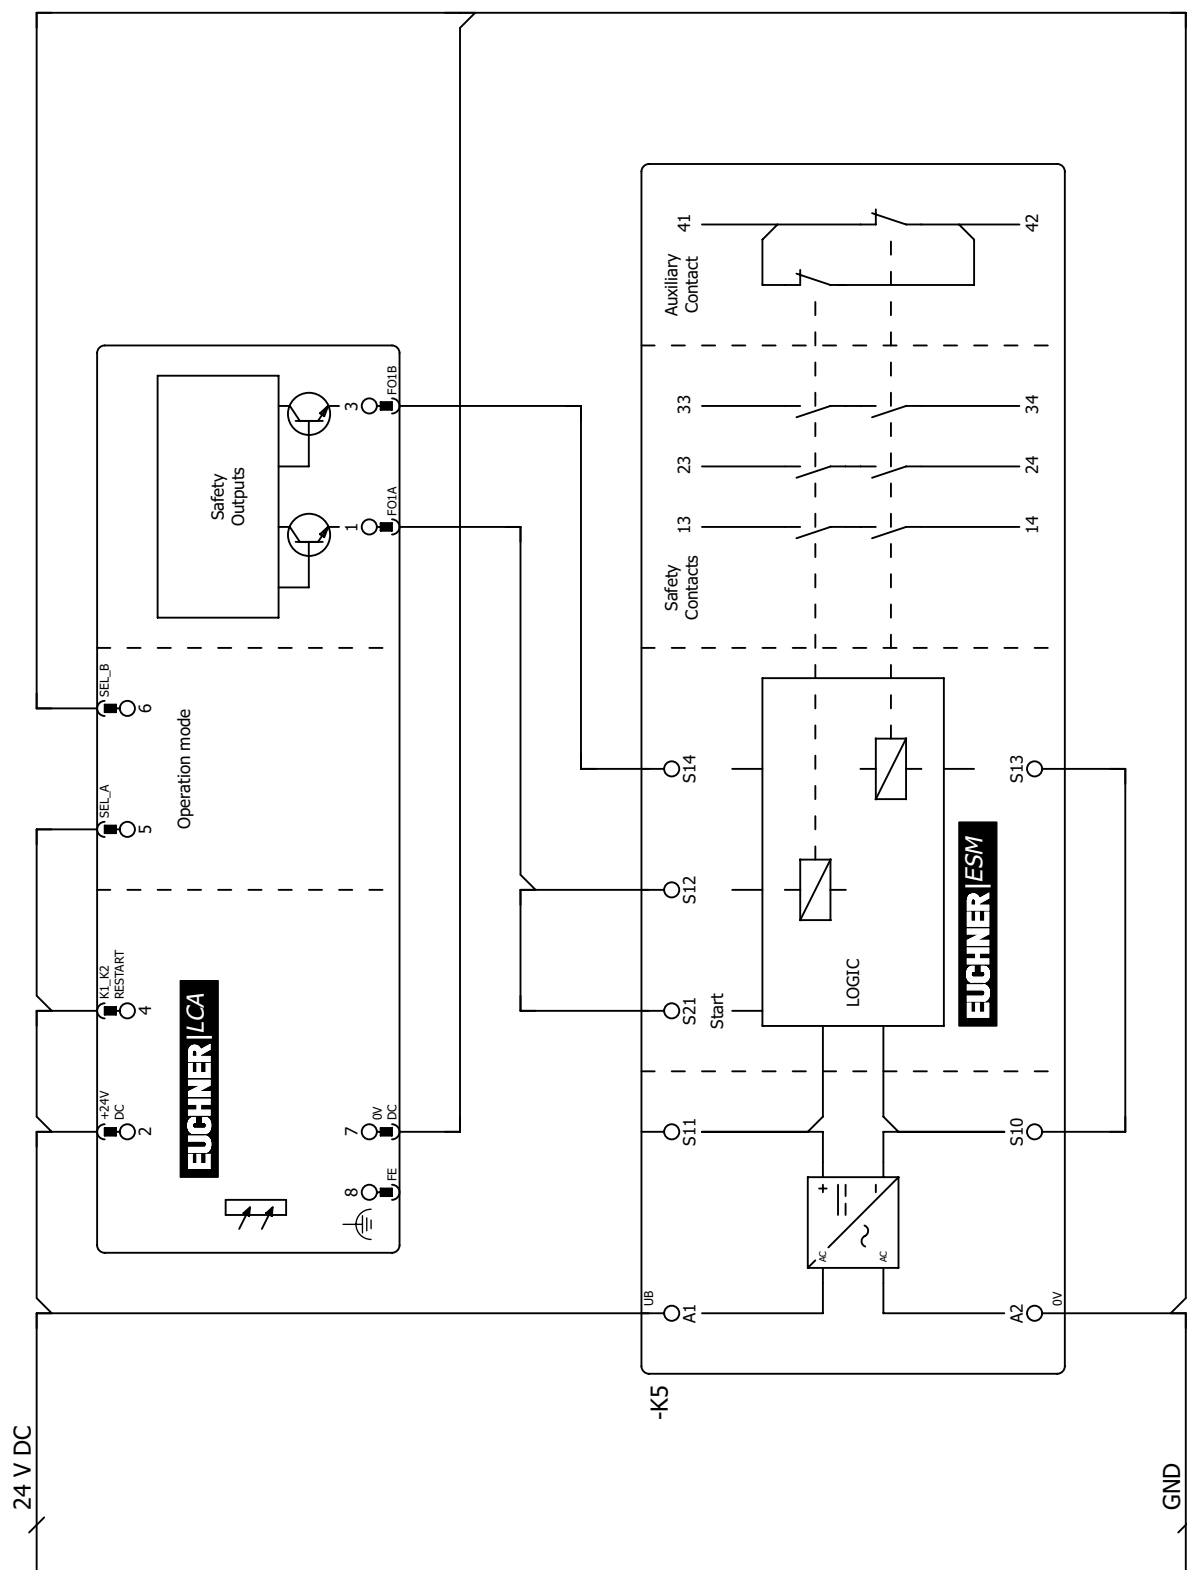 24 V DC
GND
-K5
+24V
DC
2
K1_K2
RESTART
4
SEL_A
5
SEL_B
6
Operation mode
Safety
Outputs
EUCHNER|LCA
8
FE
7
0V
DC
1
FO1A
3
FO1B
UB
A1
S11
S21
Start
S12
S14
Safety
Contacts
13
23
33
Auxiliary
Contact
41
AC
AC
+
-
LOGIC
EUCHNER|ESM
A2
0V
S10
S13
14
24
34
42